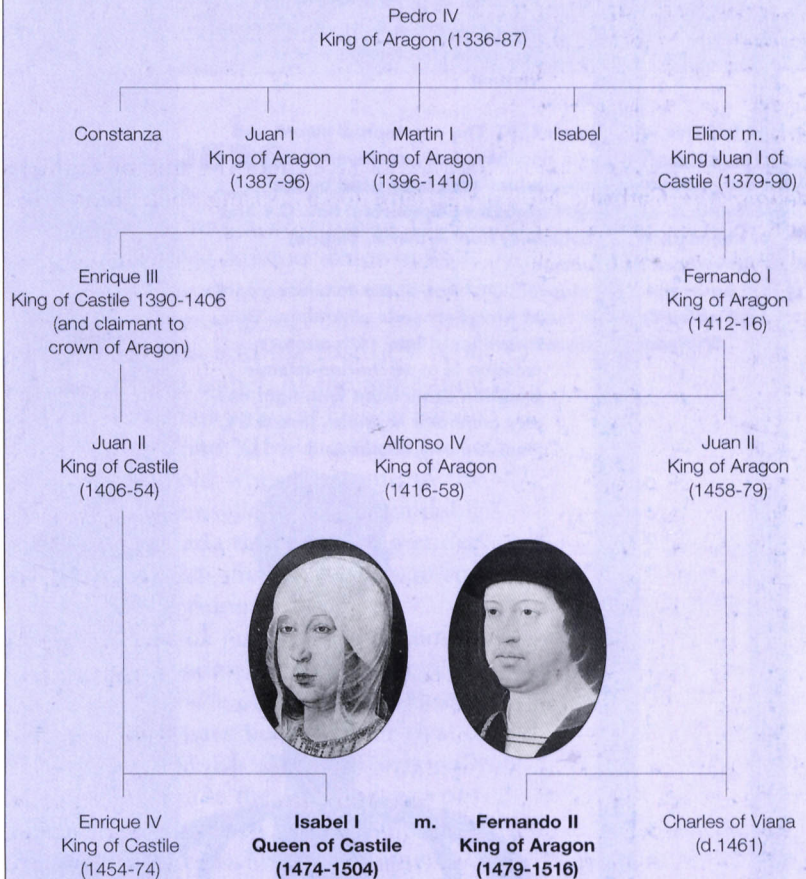 Pedro IV
King of Aragon (1336-87)
Constanza
Juan I
King of Aragon
(1387-96)
Martin I
King of Aragon
(1396-1410)
Isabel
Elinor m.
King Juan I of
Castile (1379-90)
Enrique III
King of Castile 1390-1406
(and claimant to
crown of Aragon)
Fernando I
King of Aragon
(1412-16)
Juan II
King of Castile
(1406-54)
Alfonso IV
King of Aragon
(1416-58)
Juan II
King of Aragon
(1458-79)
Enrique IV
King of Castile
(1454-74)
Isabel I
Queen of Castile
(1474-1504)
m.
Fernando II
King of Aragon
(1479-1516)
Charles of Viana
(d.1461)